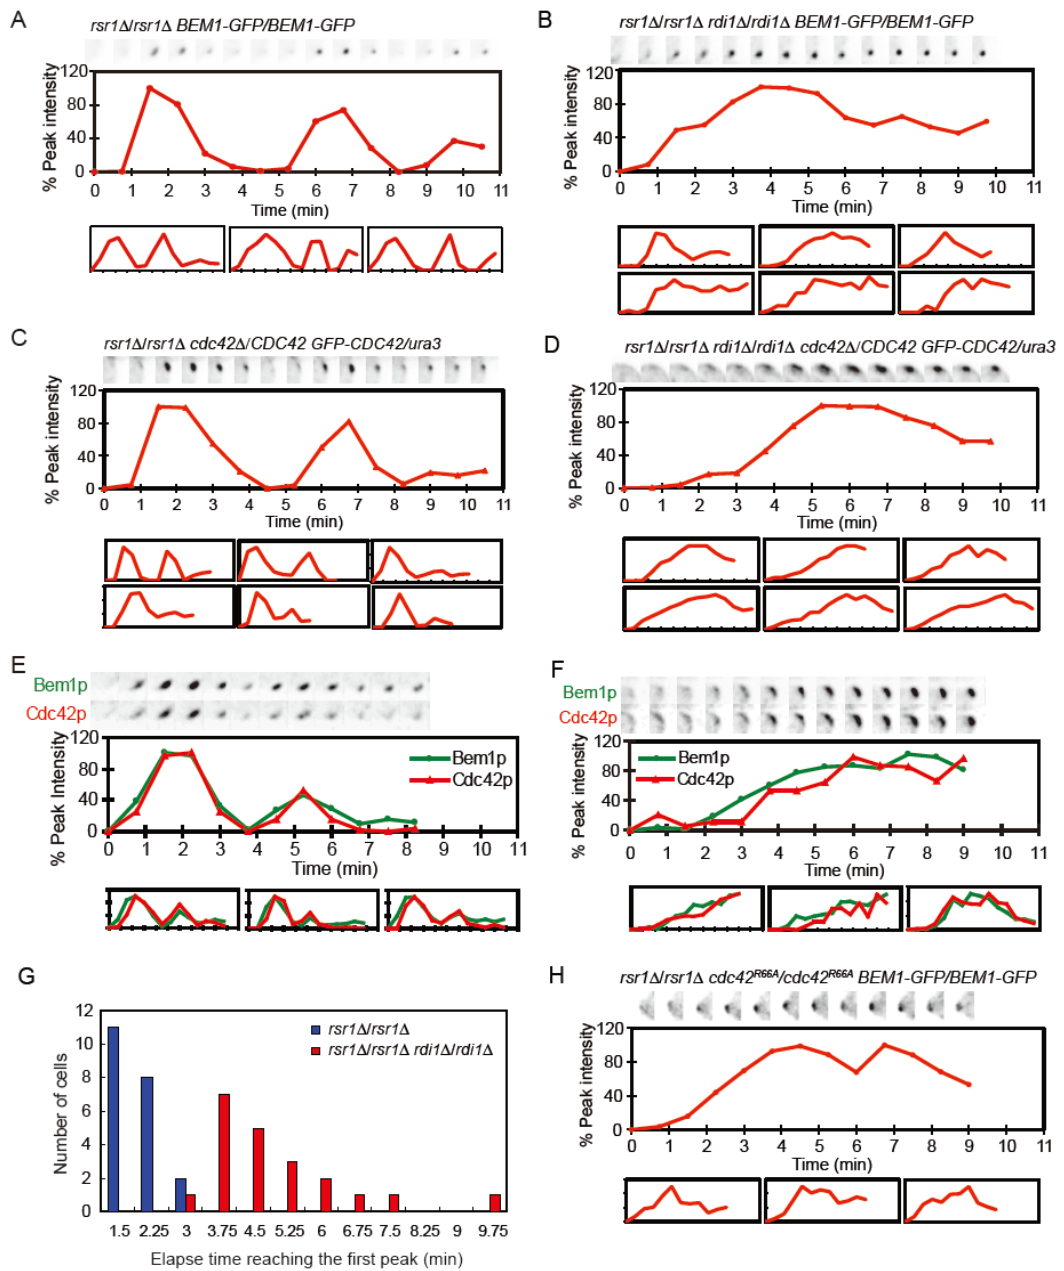 A
rsr1Δ/rsr1Δ BEM1-GFP/BEM1-GFP
% Peak intensity
120
80
40
0
0 1 2 3 4 5 6 7 8 9 10 11
Time (min)
B
rsr1Δ/rsr1Δ rdi1Δ/rdi1Δ BEM1-GFP/BEM1-GFP
% Peak intensity
120
80
40
0
0 1 2 3 4 5 6 7 8 9 10 11
Time (min)
C
rsr1Δ/rsr1Δ cdc42Δ/CDC42 GFP-CDC42/ura3
% Peak intensity
120
80
40
0
0 1 2 3 4 5 6 7 8 9 10 11
Time (min)
D
rsr1Δ/rsr1Δ rdi1Δ/rdi1Δ cdc42Δ/CDC42 GFP-CDC42/ura3
% Peak intensity
120
80
40
0
0 1 2 3 4 5 6 7 8 9 10 11
Time (min)
E
Bem1p
Cdc42p
% Peak Intensity
120
80
40
0
Bem1p
Cdc42p
0 1 2 3 4 5 6 7 8 9 10 11
Time (min)
F
Bem1p
Cdc42p
% Peak intensity
120
80
40
0
Bem1p
Cdc42p
0 1 2 3 4 5 6 7 8 9 10 11
Time (min)
G
Number of cells
12
10
8
6
4
2
0
rsr1Δ/rsr1Δ
rsr1Δ/rsr1Δ rdi1Δ/rdi1Δ
1.5 2.25 3 3.75 4.5 5.25 6 6.75 7.5 8.25 9 9.75
Elapse time reaching the first peak (min)
H
rsr1Δ/rsr1Δ cdc42R66A/cdc42R66A BEM1-GFP/BEM1-GFP
% Peak intensity
120
80
40
0
0 1 2 3 4 5 6 7 8 9 10 11
Time (min)